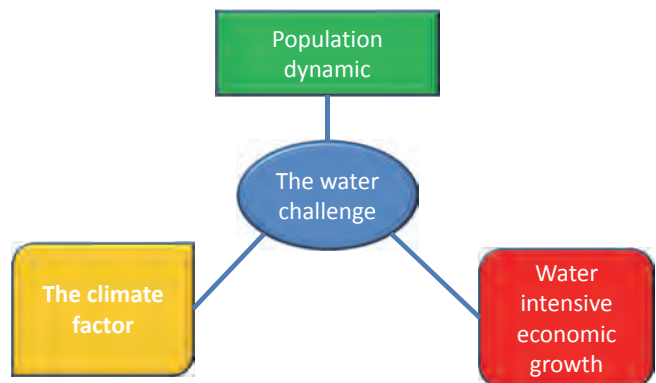 Population
dynamic
The water
challenge
The climate
factor
Water
intensive
economic
growth